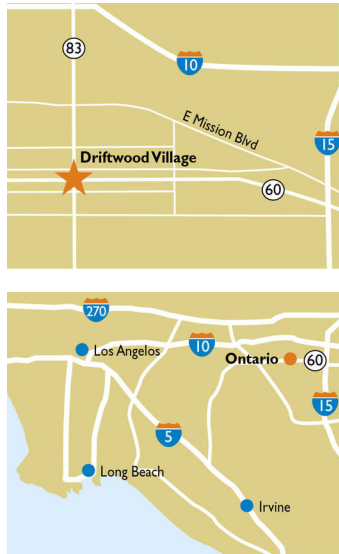 83
10
E Mission Blvd
15
Driftwood Village
60
270
Los Angelos
10
Ontario
60
15
5
Long Beach
Irvine